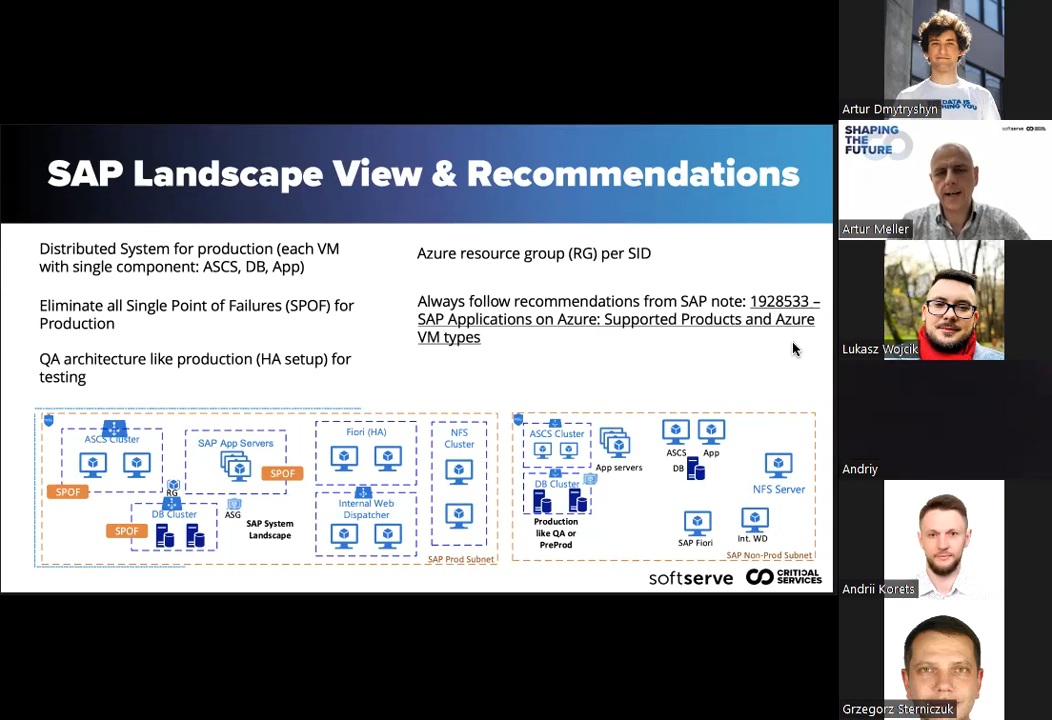 SAP Landscape View & Recommendations
Distributed System for production (each VM
with single component: ASCS, DB, App)
Eliminate all Single Point of Failures (SPOF) for
Production
QA architecture like production (HA setup) for
testing
Azure resource group (RG) per SID
Always follow recommendations from SAP note: 1928533 –
SAP Applications on Azure: Supported Products and Azure
VM types
ASCS Cluster
SPOF
SAP App Servers
SPOF
RG
DB Cluster
SPOF
ASG
SAP System
Landscape
Fiori (HA)
Internal Web
Dispatcher
NFS
Cluster
SAP Prod Subnet
ASCS Cluster
App servers
DB Cluster
Production
like QA or
PreProd
ASCS
App
DB
NFS Server
SAP Fiori
Int. WD
SAP Non-Prod Subnet
softserve
CRITICAL
SERVICES
DATA IS
YOU
Artur Dmytryshyn
SHAPING
THE
FUTURE
softserve
Artur Meller
Lukasz Wojcik
Andriy
Andrii Korets
Grzegorz Sterniczuk